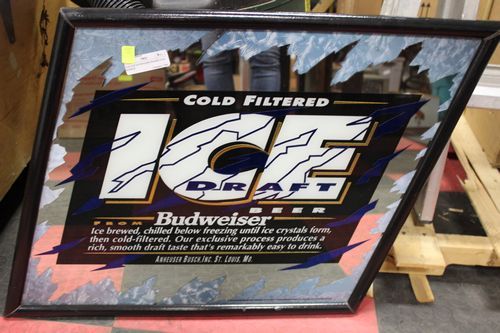 COLD FILTERED
ICE
DRAFT
BEER
FROM Budweiser
Ice brewed, chilled below freezing until ice crystals form,
then cold-filtered. Our exclusive process produces a
rich, smooth draft taste that's remarkably easy to drink.
ANHEUSER BUSCH, INC. ST. LOUIS, MO